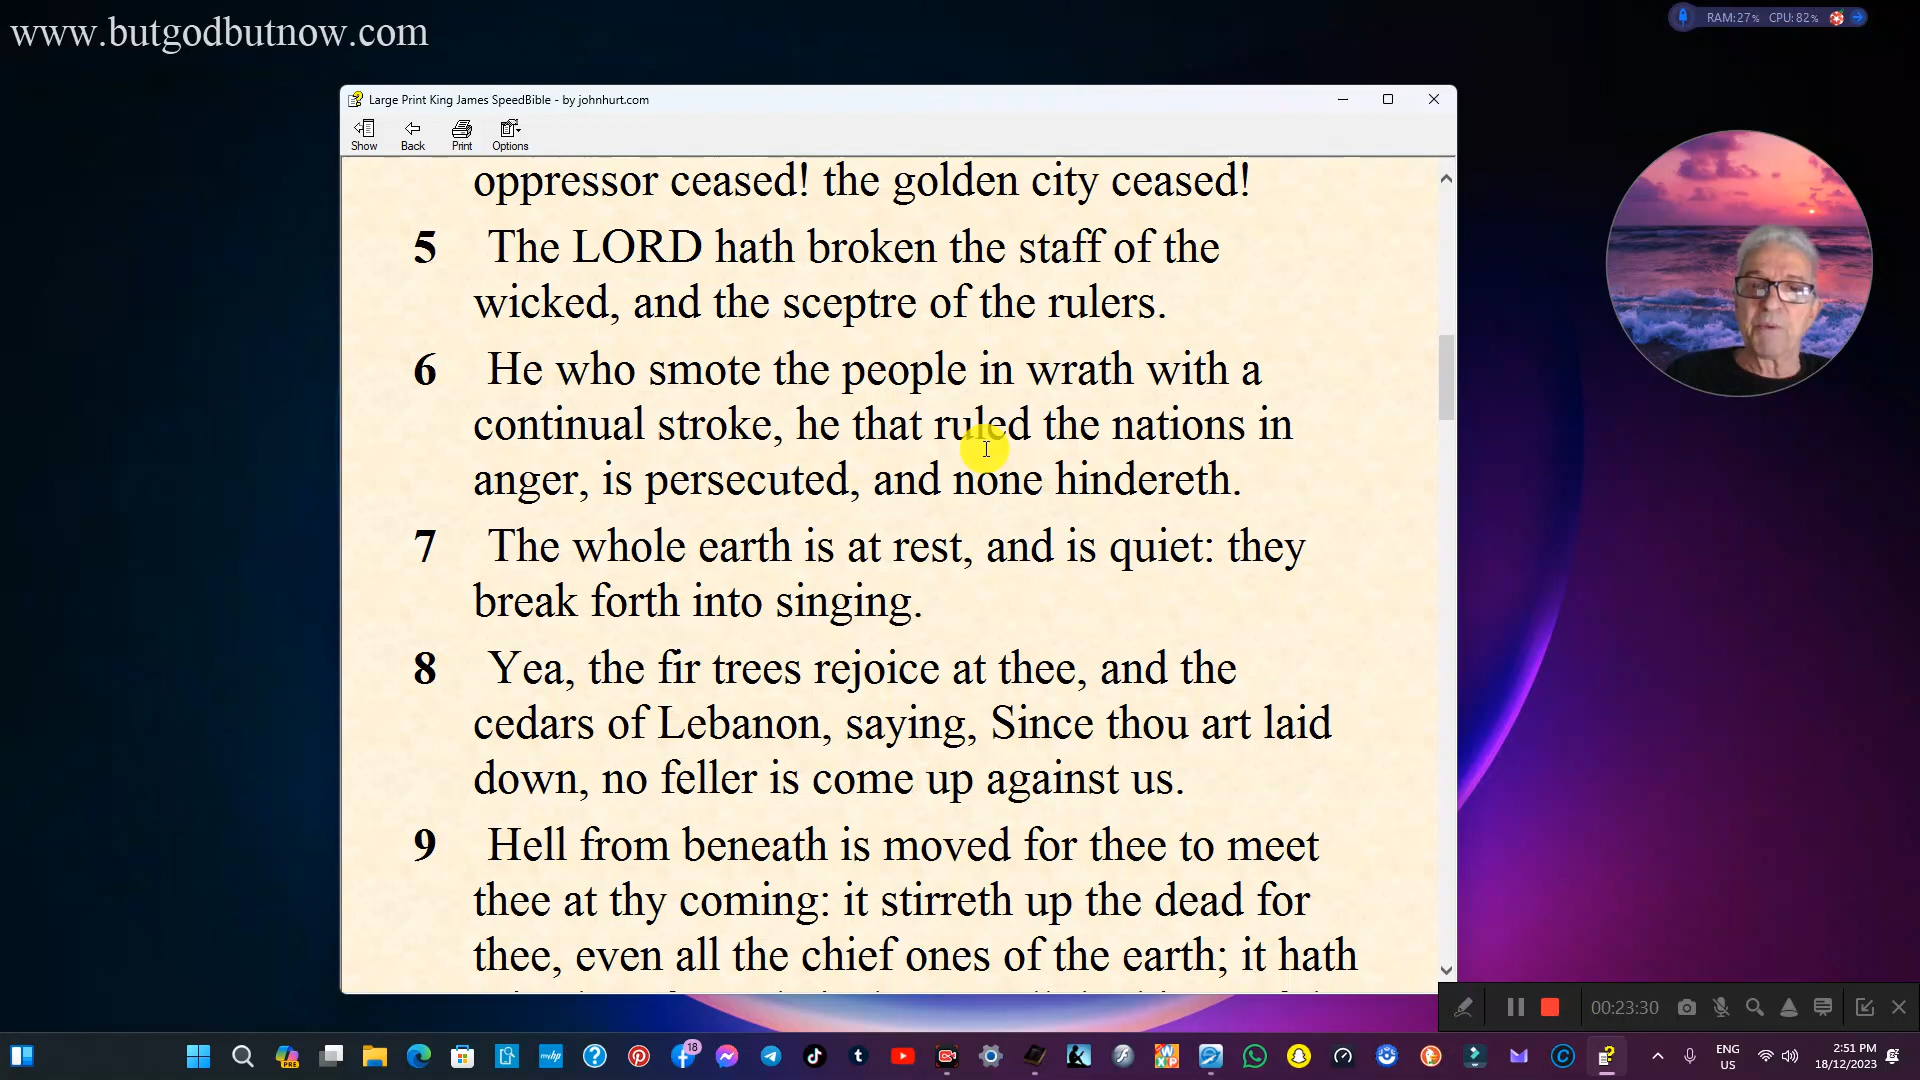 www.butgodbutnow.com
RAM:27% CPU:82%
Large Print King James SpeedBible - by johnhurt.com
Show Back Print Options
oppressor ceased! the golden city ceased!
5 The LORD hath broken the staff of the
wicked, and the sceptre of the rulers.
6 He who smote the people in wrath with a
continual stroke, he that ruled the nations in
anger, is persecuted, and none hindereth.
7 The whole earth is at rest, and is quiet: they
break forth into singing.
8 Yea, the fir trees rejoice at thee, and the
cedars of Lebanon, saying, Since thou art laid
down, no feller is come up against us.
9 Hell from beneath is moved for thee to meet
thee at thy coming: it stirreth up the dead for
thee, even all the chief ones of the earth; it hath
00:23:30
PRE
myhp
18
ENG
US
2:51 PM
18/12/2023